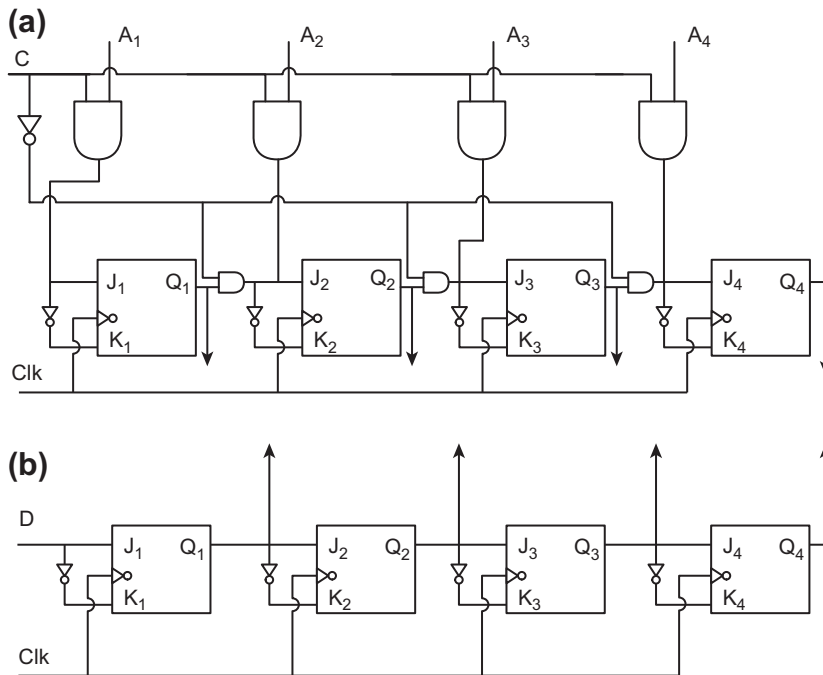 (a)
A1 A2 A3 A4
C
J1 Q1 J2 Q2 J3 Q3 J4 Q4
K1 K2 K3 K4
Clk
(b)
D
J1 Q1 J2 Q2 J3 Q3 J4 Q4
K1 K2 K3 K4
Clk